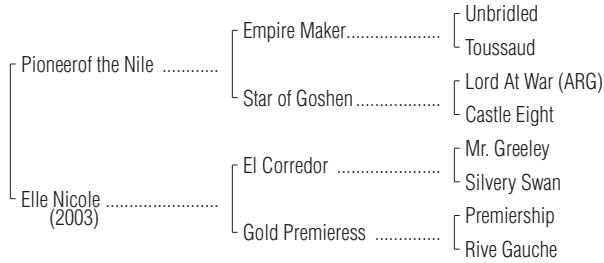 Unbridled
Empire Maker....................
Toussaud
Pioneerof the Nile ............
Lord At War (ARG)
Star of Goshen..................
Castle Eight
Mr. Greeley
El Corredor ......................
Silvery Swan
Elle Nicole ........................
(2003)
Premiership
Gold Premieress ..............
Rive Gauche